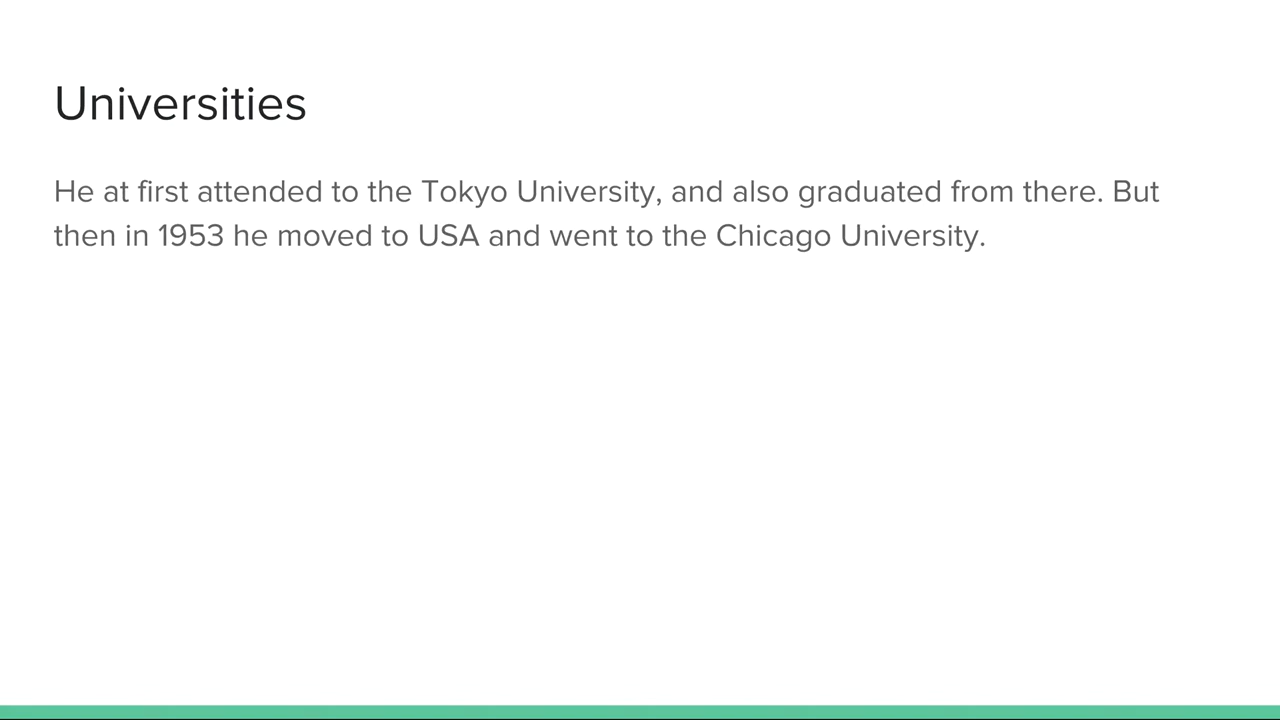 Universities
He at first attended to the Tokyo University, and also graduated from there. But
then in 1953 he moved to USA and went to the Chicago University.